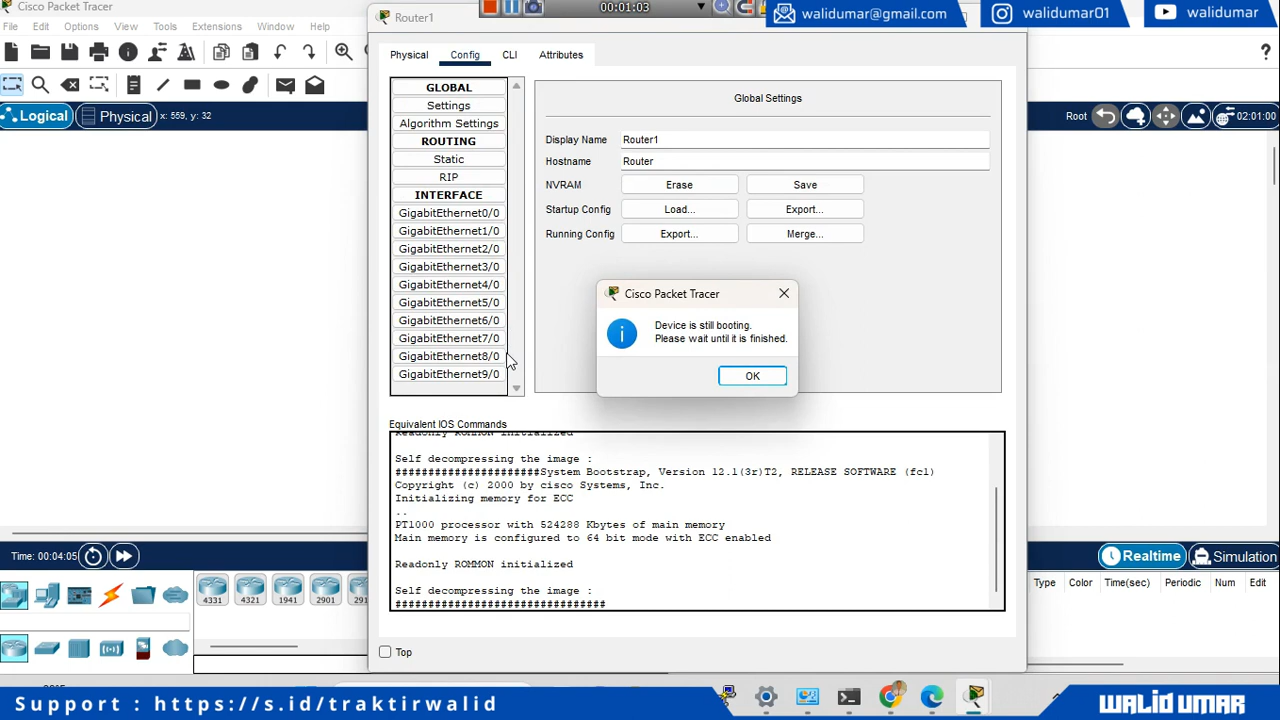 Cisco Packet Tracer
Router1
00:01:03
walidumar@gmail.com
walidumar01
walidumar
File Edit Options View Tools Extensions Window Help
Physical Config CLI Attributes
?
Logical
Physical
x: 559, y: 32
Root
02:01:00
GLOBAL
Settings
Algorithm Settings
ROUTING
Static
RIP
INTERFACE
GigabitEthernet0/0
GigabitEthernet1/0
GigabitEthernet2/0
GigabitEthernet3/0
GigabitEthernet4/0
GigabitEthernet5/0
GigabitEthernet6/0
GigabitEthernet7/0
GigabitEthernet8/0
GigabitEthernet9/0
Global Settings
Display Name Router1
Hostname Router
NVRAM Erase Save
Startup Config Load... Export...
Running Config Export... Merge...
Cisco Packet Tracer
Device is still booting.
Please wait until it is finished.
OK
Equivalent IOS Commands
Readonly ROMMON initialized
Self decompressing the image :
######################System Bootstrap, Version 12.1(3r)T2, RELEASE SOFTWARE (fc1)
Copyright (c) 2000 by cisco Systems, Inc.
Initializing memory for ECC
..
PT1000 processor with 524288 Kbytes of main memory
Main memory is configured to 64 bit mode with ECC enabled
Readonly ROMMON initialized
Self decompressing the image :
################################
Top
Time: 00:04:05
Realtime
Simulation
4331 4321 1941 2901
Type Color Time(sec) Periodic Num Edit
Support : https://s.id/traktirwalid
WALID UMAR